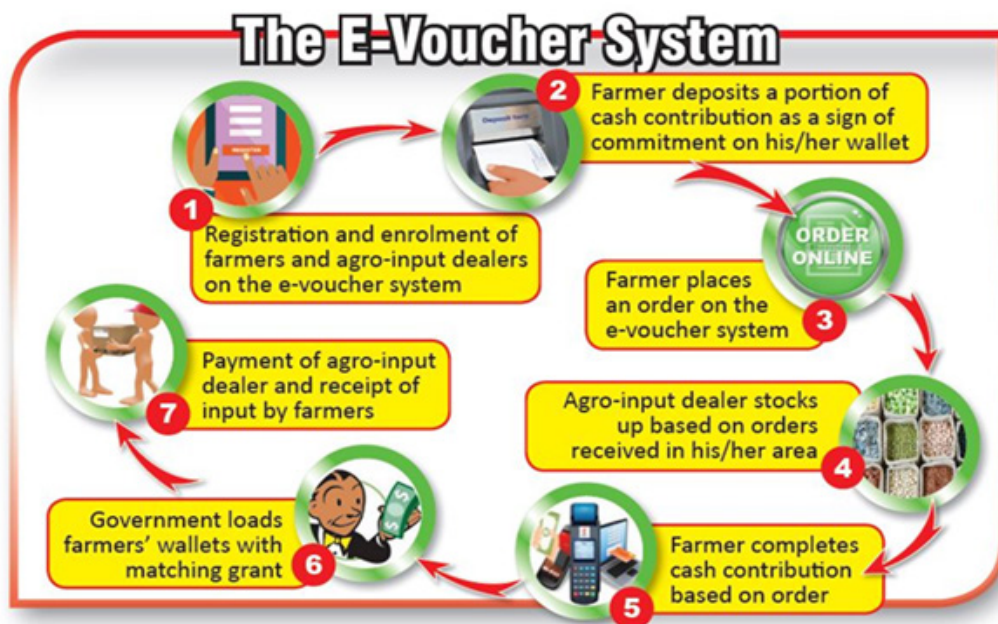 The E-Voucher System
1
Registration and enrolment of
farmers and agro-input dealers
on the e-voucher system
REGISTER
2
Deposit here
Farmer deposits a portion of
cash contribution as a sign of
commitment on his/her wallet
ORDER
ONLINE
3
Farmer places
an order on the
e-voucher system
4
Agro-input dealer stocks
up based on orders
received in his/her area
5
Farmer completes
cash contribution
based on order
6
Government loads
farmers' wallets with
matching grant
7
Payment of agro-input
dealer and receipt of
input by farmers